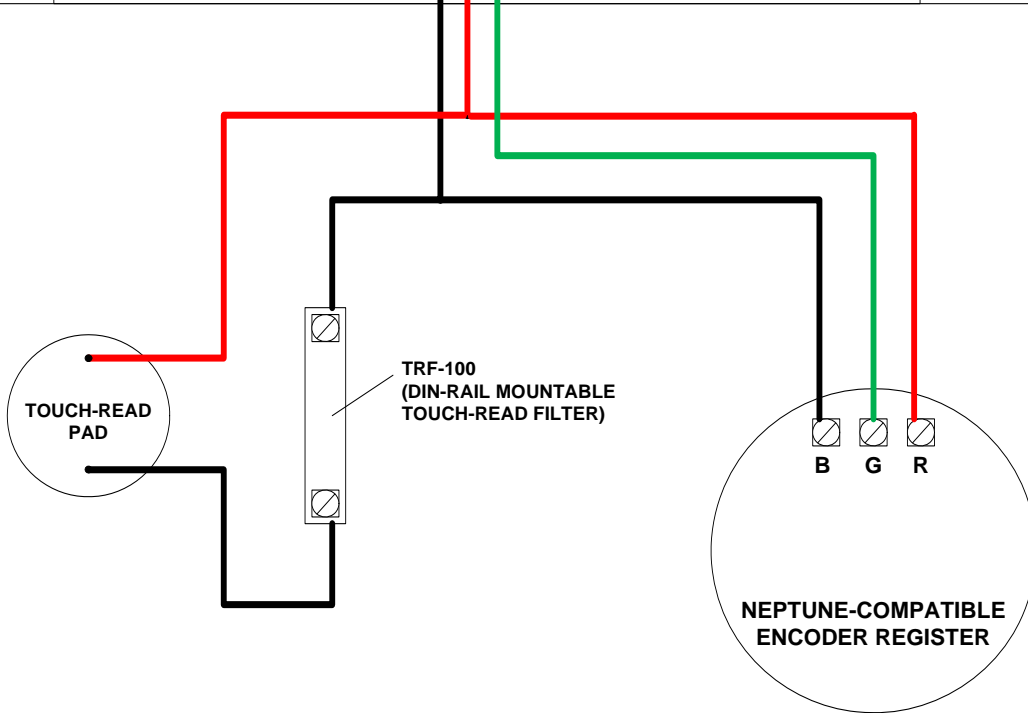 TRF-100
(DIN-RAIL MOUNTABLE
TOUCH-READ FILTER)
TOUCH-READ
PAD
B G R
NEPTUNE-COMPATIBLE
ENCODER REGISTER